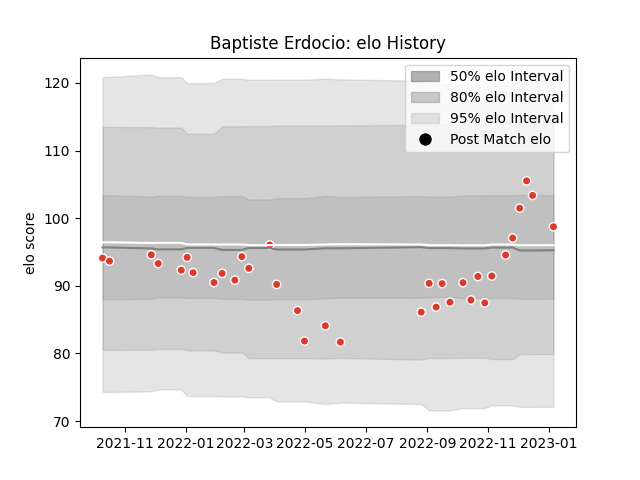 Baptiste Erdocio: elo History
50% elo Interval
80% elo Interval
95% elo Interval
Post Match elo
elo score
120
110
100
90
80
70
2021-11 2022-01 2022-03 2022-05 2022-07 2022-09 2022-11 2023-01